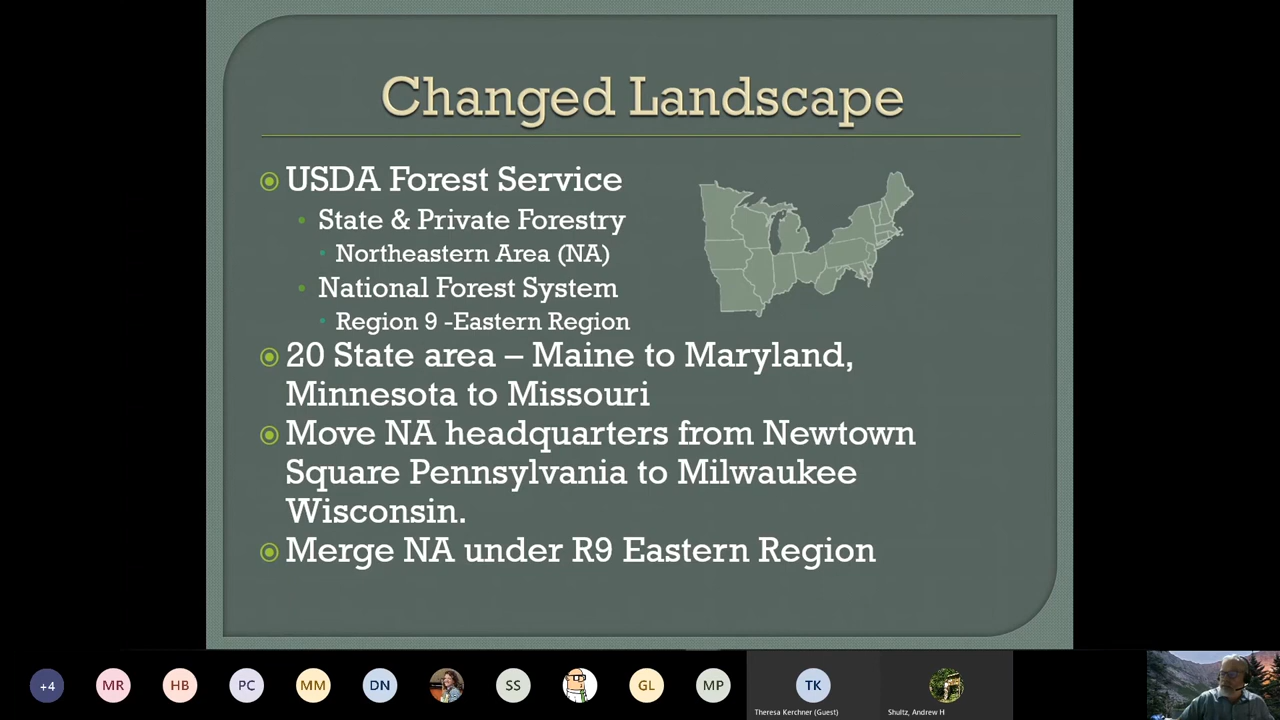 Changed Landscape
USDA Forest Service
State & Private Forestry
Northeastern Area (NA)
National Forest System
Region 9 -Eastern Region
20 State area – Maine to Maryland,
Minnesota to Missouri
Move NA headquarters from Newtown
Square Pennsylvania to Milwaukee
Wisconsin.
Merge NA under R9 Eastern Region
+4
MR
HB
PC
MM
DN
SS
GL
MP
TK
Theresa Kerchner (Guest)
Shultz, Andrew H